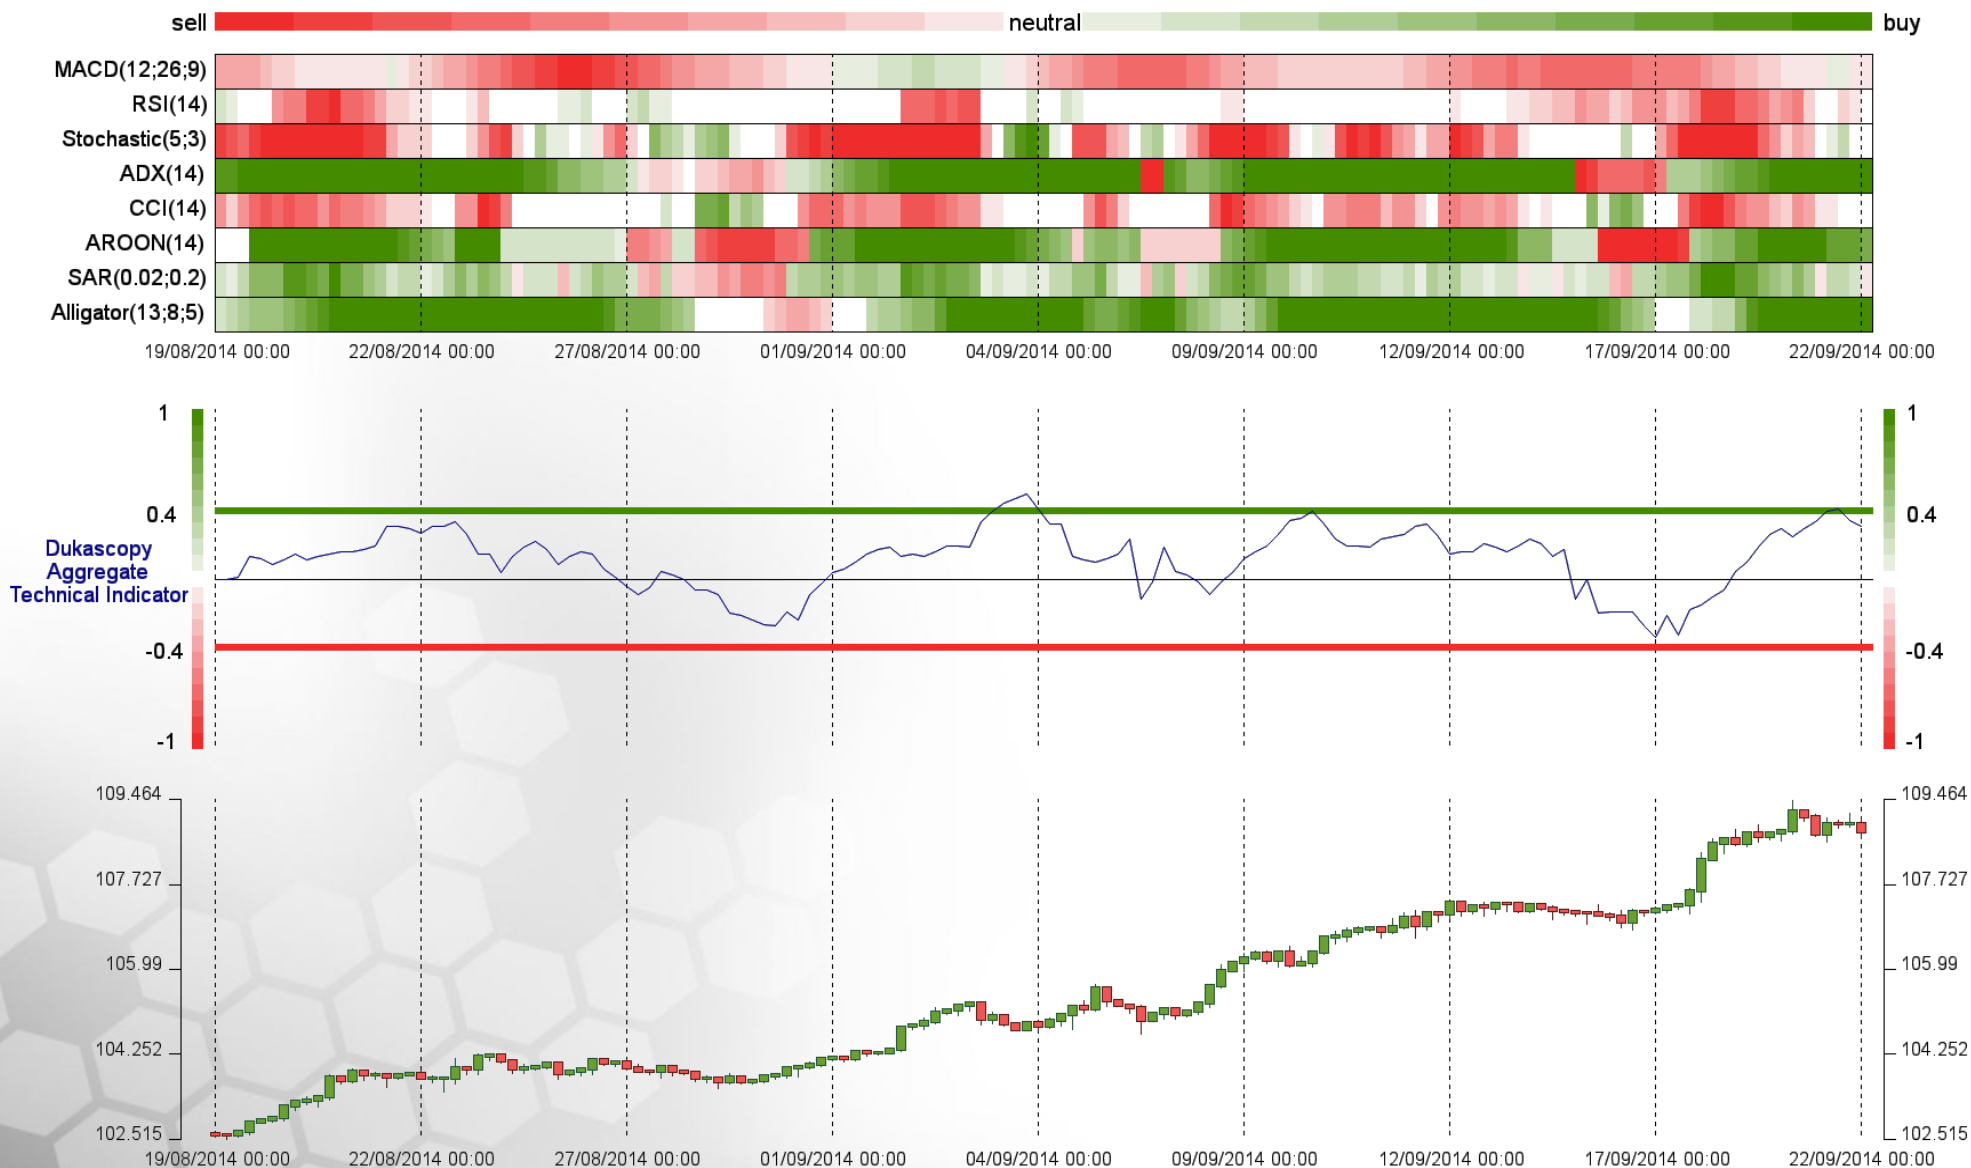 sell neutral buy
MACD(12;26;9)
RSI(14)
Stochastic(5;3)
ADX(14)
CCI(14)
AROON(14)
SAR(0.02;0.2)
Alligator(13;8;5)
19/08/2014 00:00 22/08/2014 00:00 27/08/2014 00:00 01/09/2014 00:00 04/09/2014 00:00 09/09/2014 00:00 12/09/2014 00:00 17/09/2014 00:00 22/09/2014 00:00
1 1
0.4 0.4
Dukascopy
Aggregate
Technical Indicator
-0.4 -0.4
-1 -1
109.464 109.464
107.727 107.727
105.99 105.99
104.252 104.252
102.515 102.515
19/08/2014 00:00 22/08/2014 00:00 27/08/2014 00:00 01/09/2014 00:00 04/09/2014 00:00 09/09/2014 00:00 12/09/2014 00:00 17/09/2014 00:00 22/09/2014 00:00